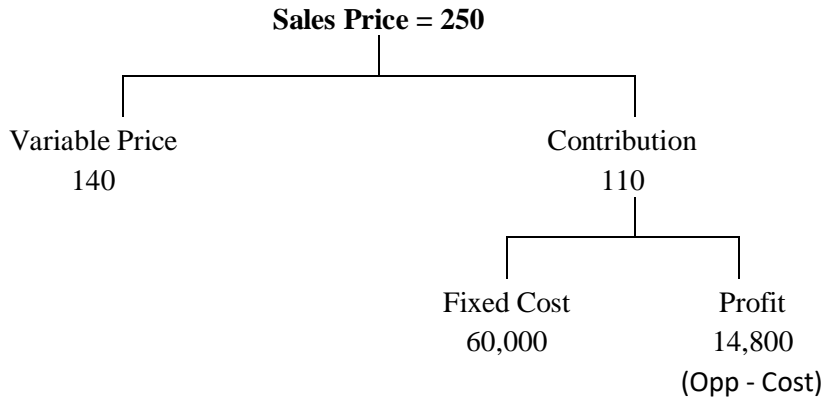 Sales Price = 250
Variable Price
140
Contribution
110
Fixed Cost
60,000
Profit
14,800
(Opp - Cost)